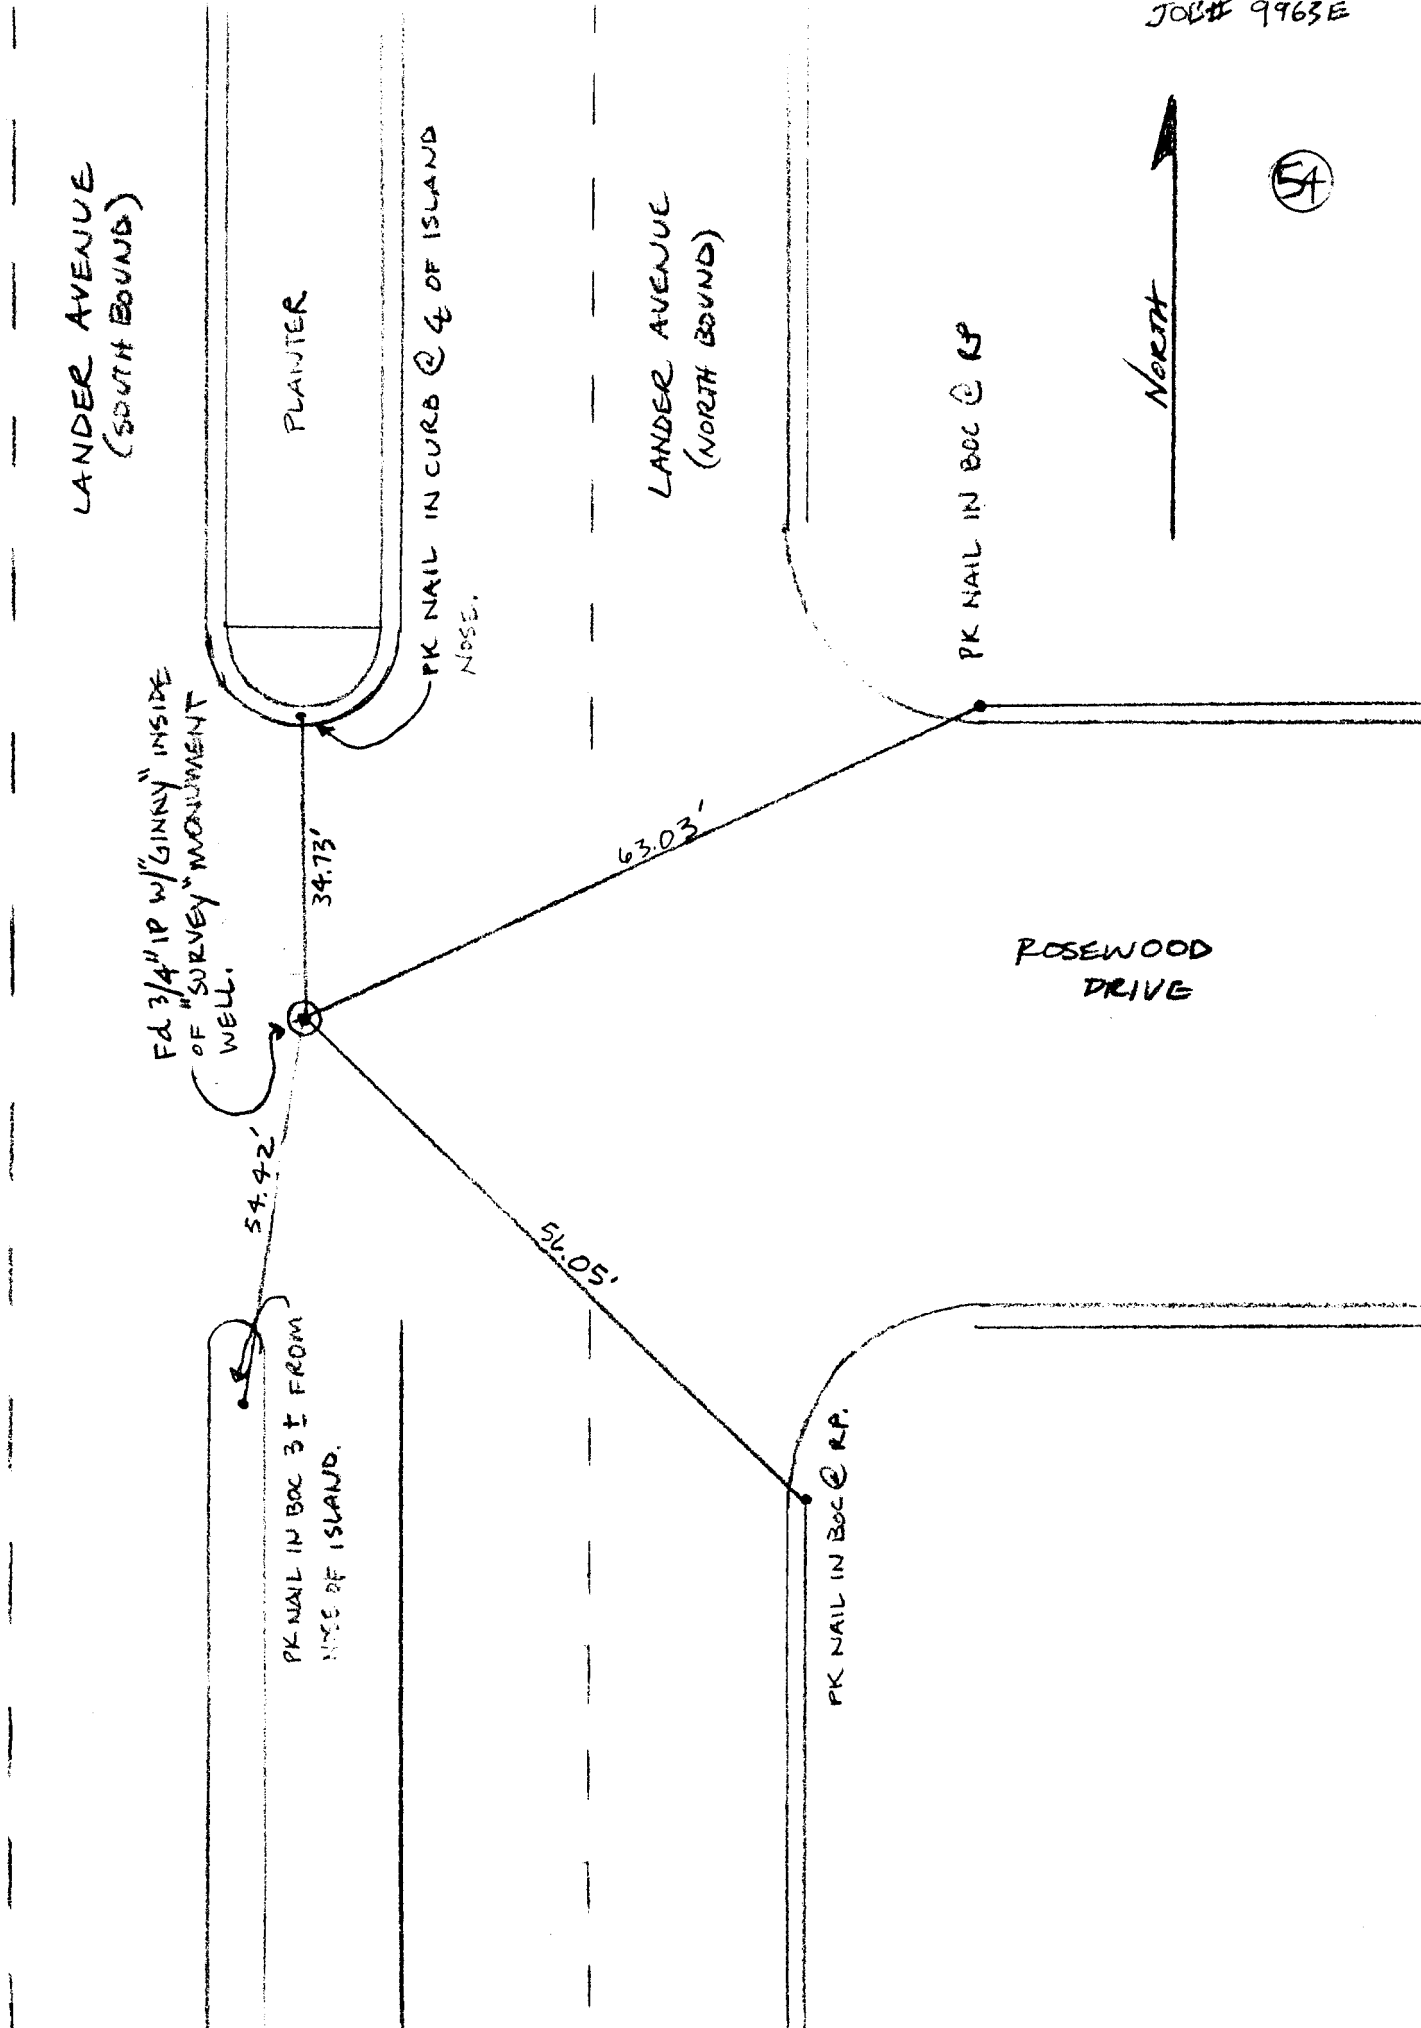 JOB# 9963E
54
NORTH
LANDER AVENUE
(SOUTH BOUND)
PLANTER
PK NAIL IN CURB @ ℄ OF ISLAND
NOSE.
LANDER AVENUE
(NORTH BOUND)
PK NAIL IN BOC @ RP
Fd 3/4" IP W/"GINNY" INSIDE
OF "SURVEY" MONUMENT
WELL.
34.73'
63.03'
ROSEWOOD
DRIVE
54.42'
56.05'
PK NAIL IN BOC 3 ± FROM
NOSE OF ISLAND.
PK NAIL IN BOC @ RP.